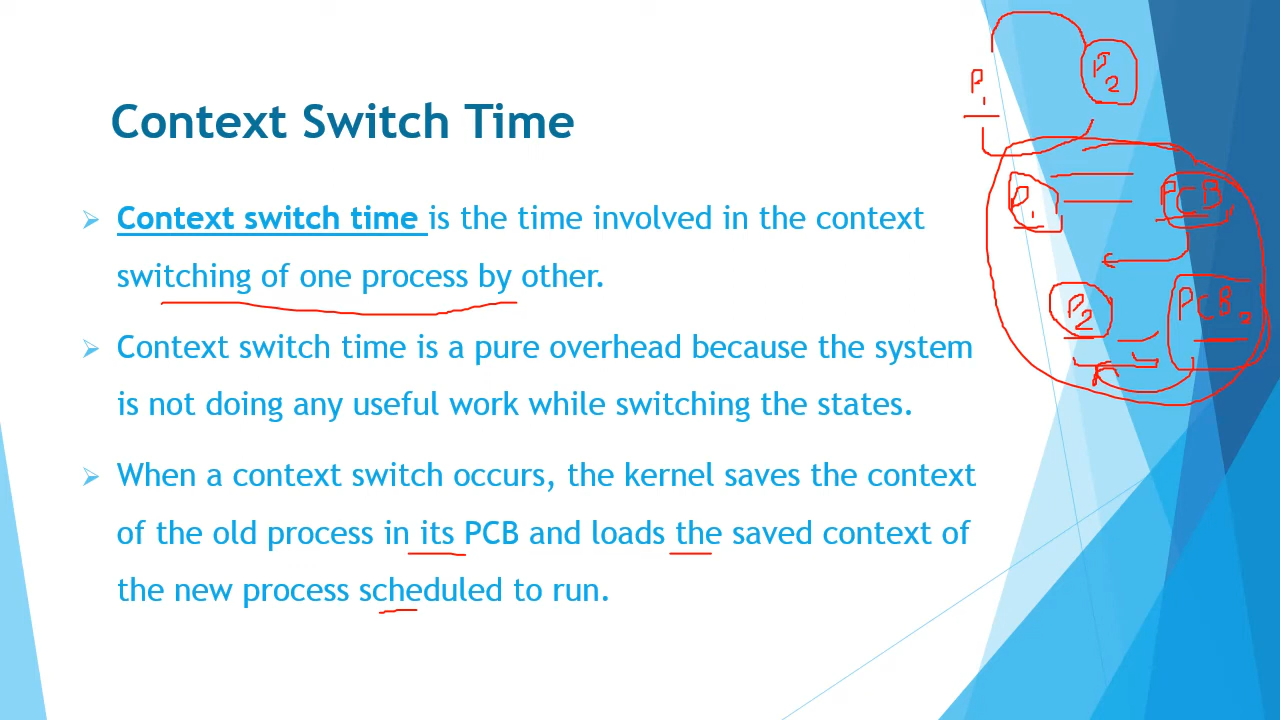 Context Switch Time
Context switch time is the time involved in the context
switching of one process by other.
Context switch time is a pure overhead because the system
is not doing any useful work while switching the states.
When a context switch occurs, the kernel saves the context
of the old process in its PCB and loads the saved context of
the new process scheduled to run.
P1
P2
P1 PCB1
P2 PCB2